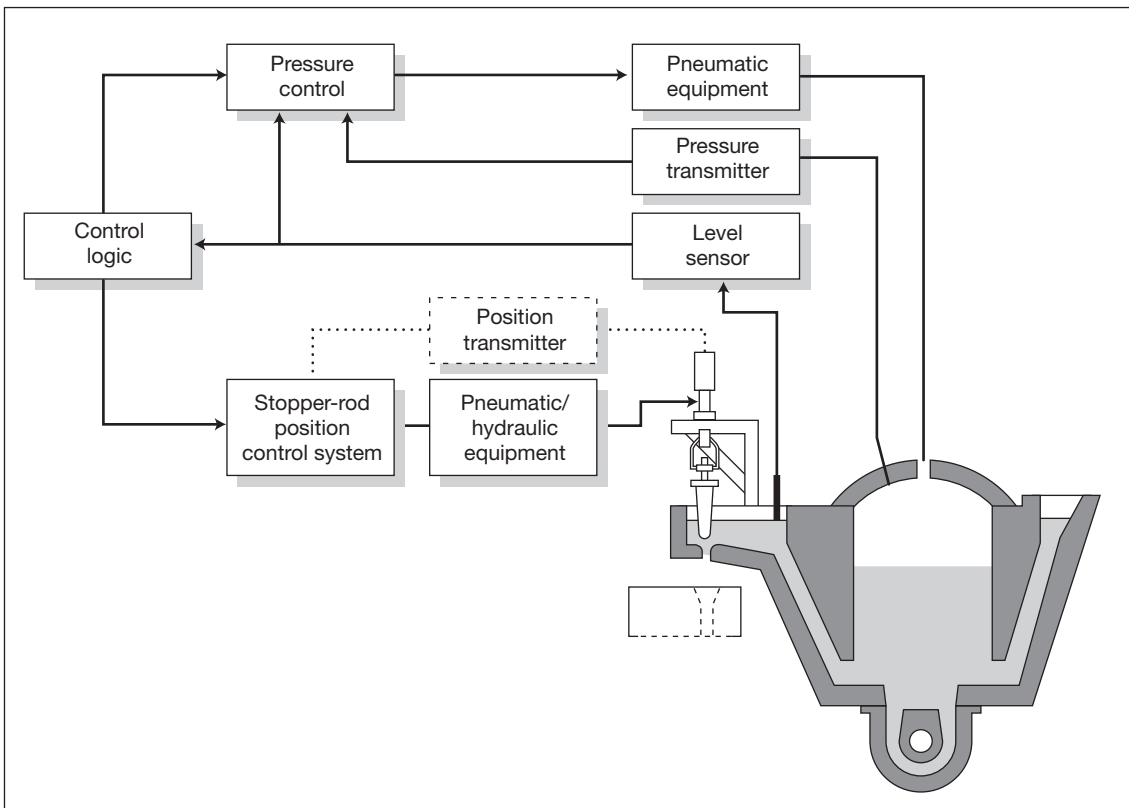 Pressure
control
Pneumatic
equipment
Pressure
transmitter
Control
logic
Level
sensor
Position
transmitter
Stopper-rod
position
control system
Pneumatic/
hydraulic
equipment